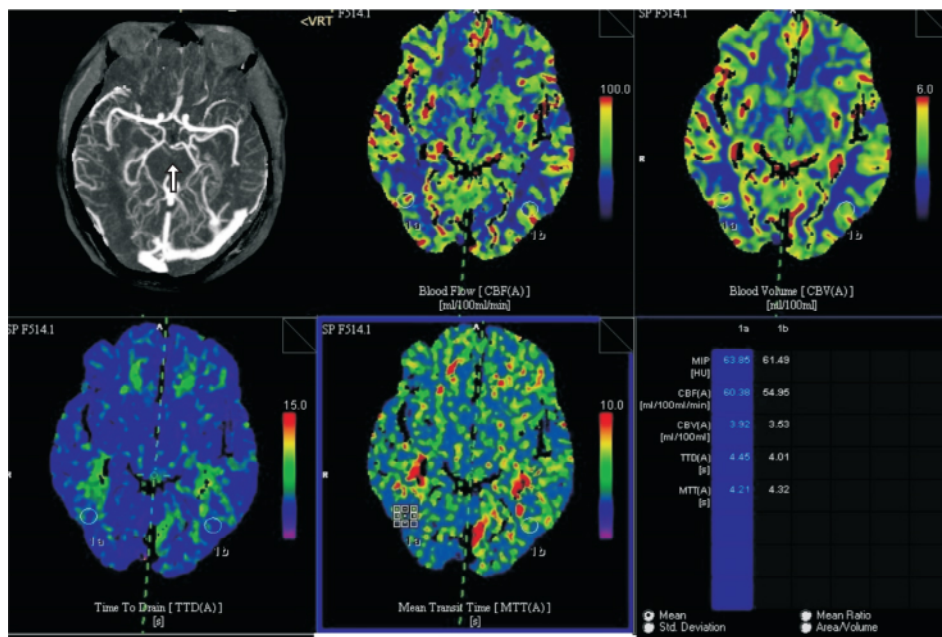 <VRT
SP F514.1
A
100.0
1a
1b
Blood Flow [ CBF(A) ]
[ml/100ml/min]
SP F514.1
A
6.0
R
1a
1b
Blood Volume [ CBV(A) ]
[ml/100ml]
SP F514.1
A
15.0
R
1a
1b
Time To Drain [ TTD(A) ]
[s]
SP F514.1
A
10.0
R
1a
1b
Mean Transit Time [ MTT(A) ]
[s]
1a 1b
MIP 63.85 61.49
[HU]
CBF(A) 60.38 54.95
[ml/100ml/min]
CBV(A) 3.92 3.53
[ml/100ml]
TTD(A) 4.45 4.01
[s]
MTT(A) 4.21 4.32
[s]
Mean Mean Ratio
Std. Deviation Area/Volume